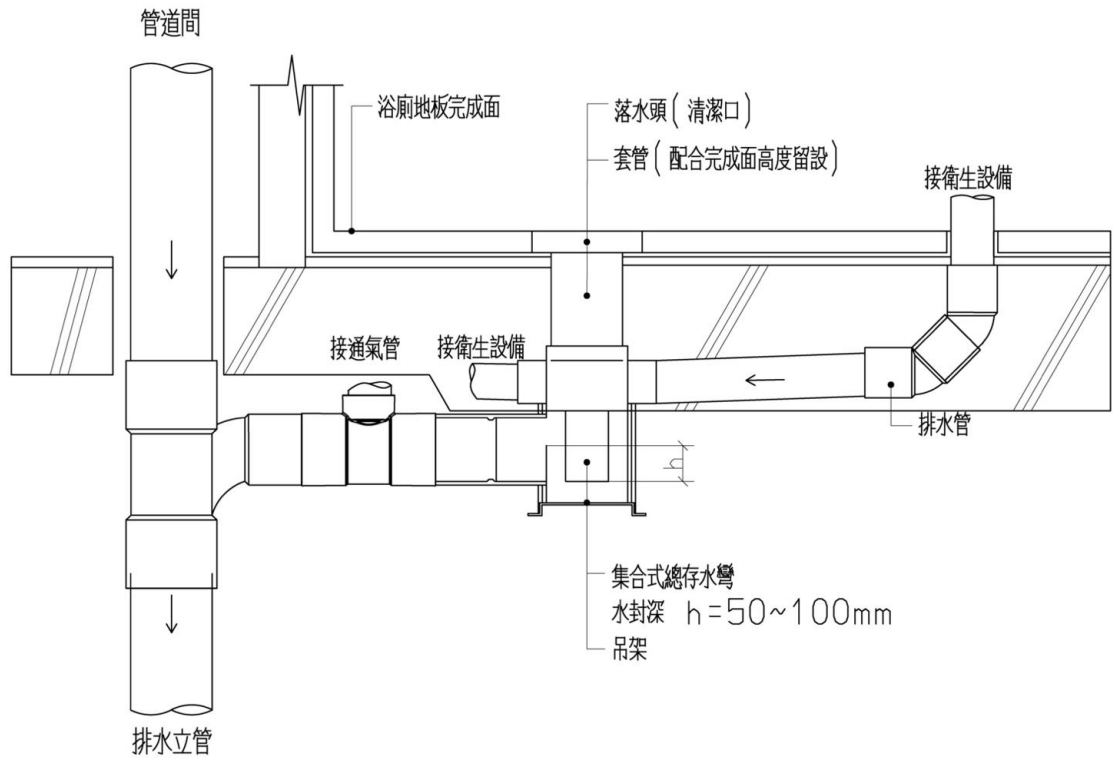 管道間
浴廁地板完成面
落水頭(清潔口)
套管(配合完成面高度留設)
接衛生設備
接通氣管
接衛生設備
排水管
h
集合式總存水彎
水封深 h=50~100mm
吊架
排水立管